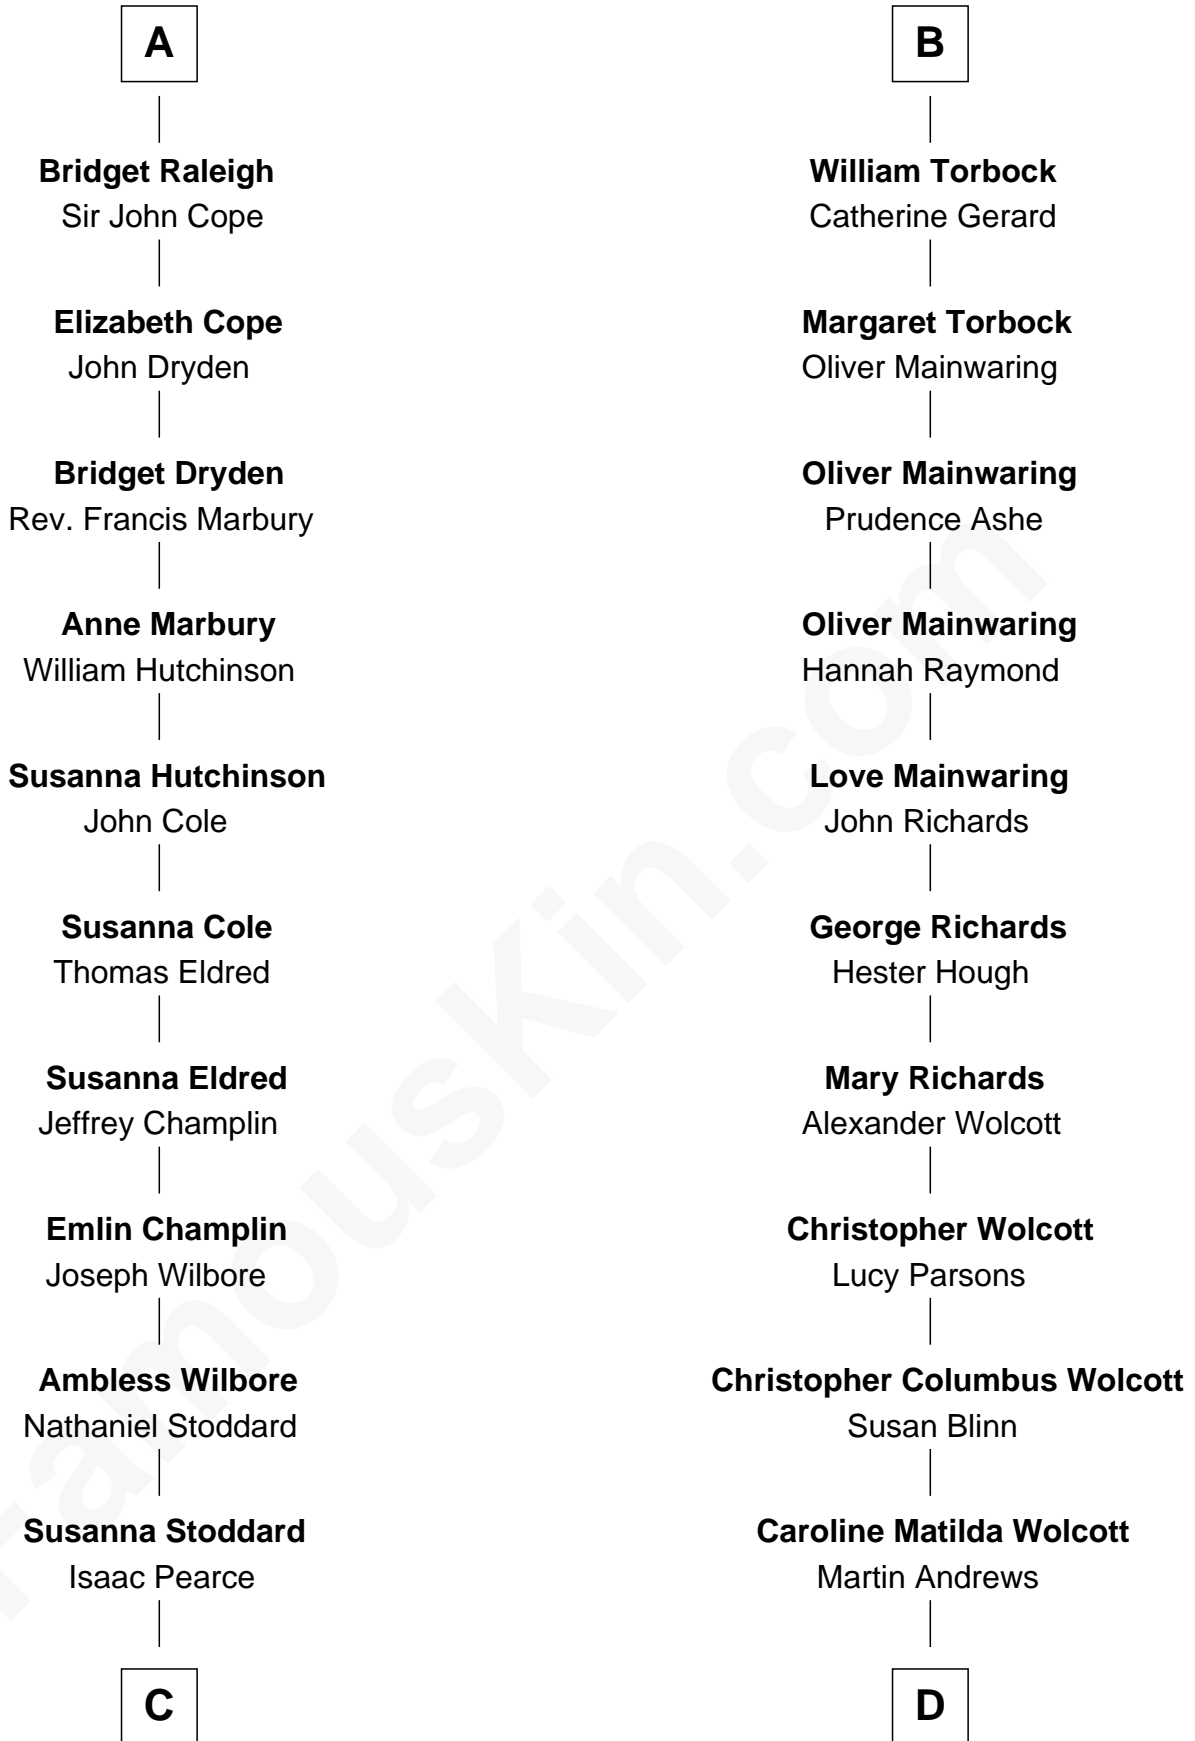 A
Bridget Raleigh
Sir John Cope
Elizabeth Cope
John Dryden
Bridget Dryden
Rev. Francis Marbury
Anne Marbury
William Hutchinson
Susanna Hutchinson
John Cole
Susanna Cole
Thomas Eldred
Susanna Eldred
Jeffrey Champlin
Emlin Champlin
Joseph Wilbore
Ambless Wilbore
Nathaniel Stoddard
Susanna Stoddard
Isaac Pearce
C
B
William Torbock
Catherine Gerard
Margaret Torbock
Oliver Mainwaring
Oliver Mainwaring
Prudence Ashe
Oliver Mainwaring
Hannah Raymond
Love Mainwaring
John Richards
George Richards
Hester Hough
Mary Richards
Alexander Wolcott
Christopher Wolcott
Lucy Parsons
Christopher Columbus Wolcott
Susan Blinn
Caroline Matilda Wolcott
Martin Andrews
D
FamousKin.com